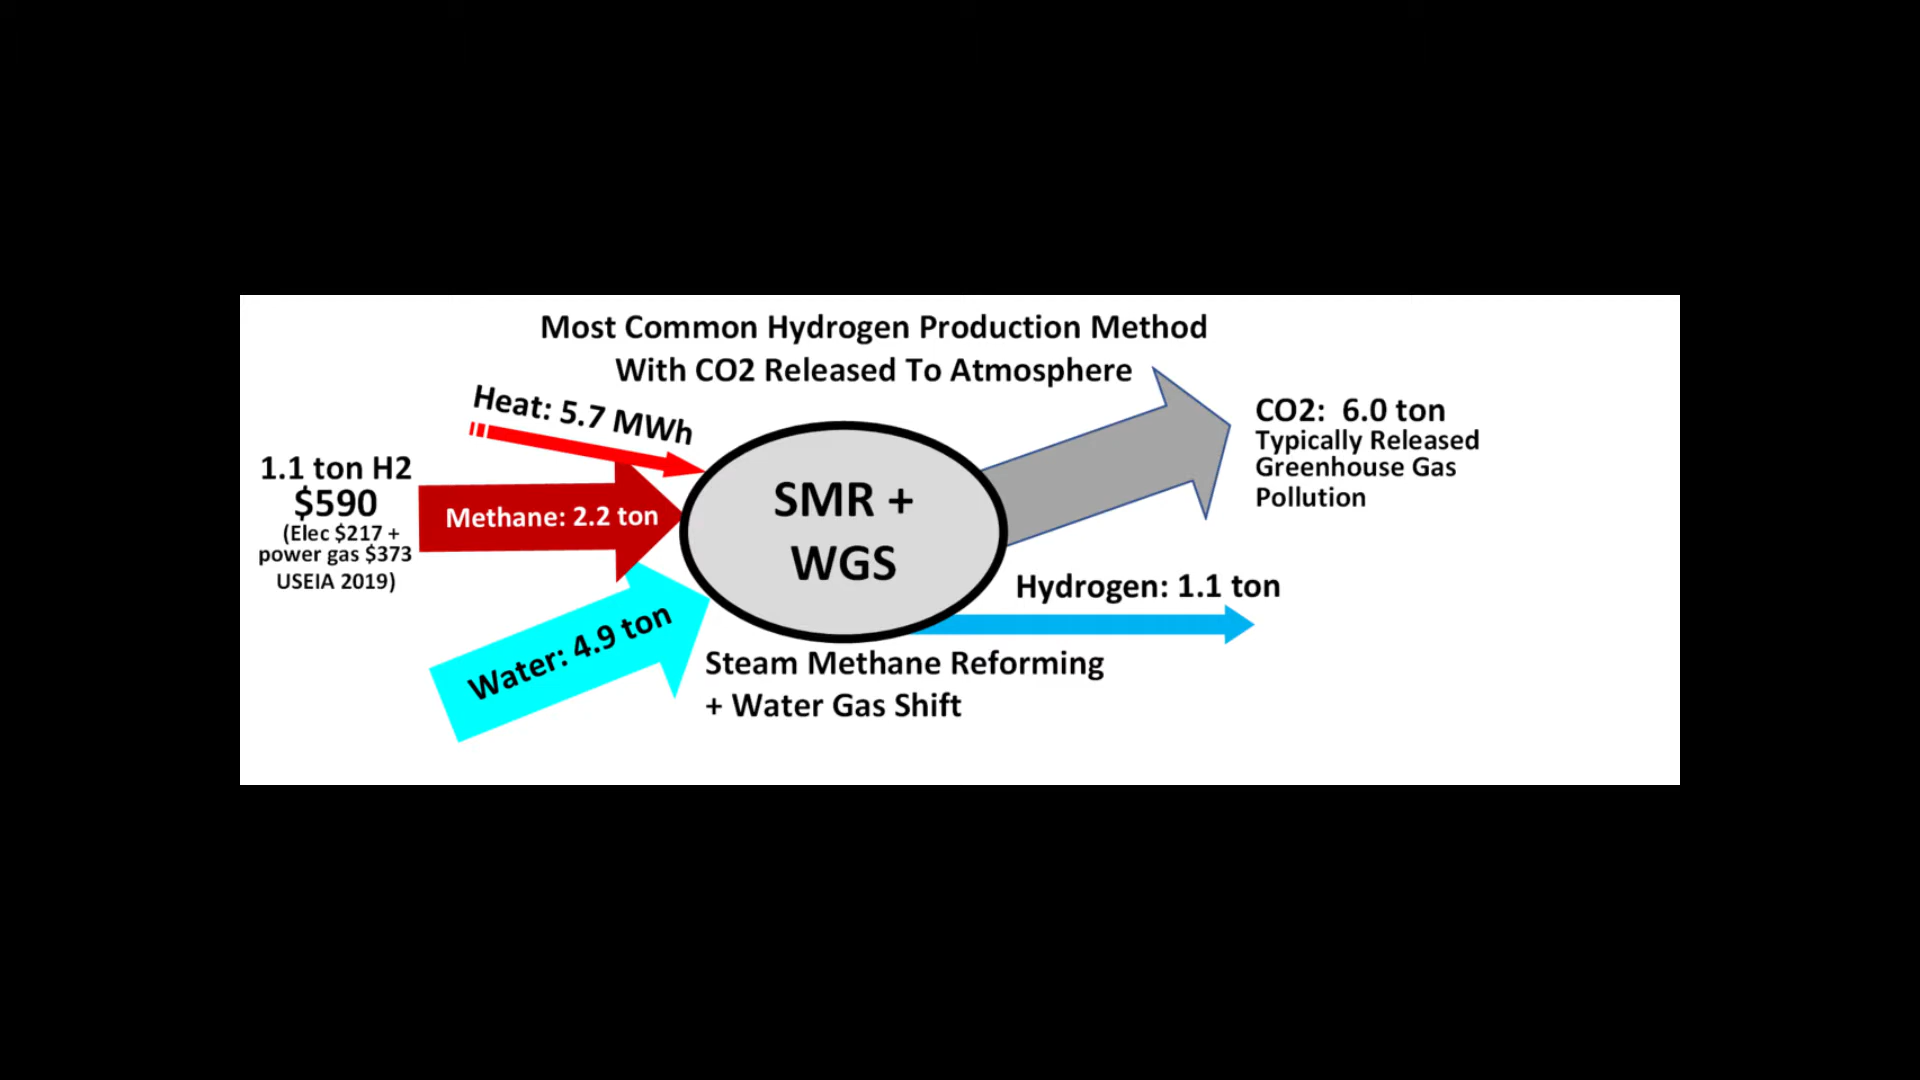 Most Common Hydrogen Production Method
With CO2 Released To Atmosphere
Heat: 5.7 MWh
1.1 ton H2
$590
(Elec $217 +
power gas $373
USEIA 2019)
Methane: 2.2 ton
Water: 4.9 ton
SMR +
WGS
Steam Methane Reforming
+ Water Gas Shift
CO2:  6.0 ton
Typically Released
Greenhouse Gas
Pollution
Hydrogen: 1.1 ton